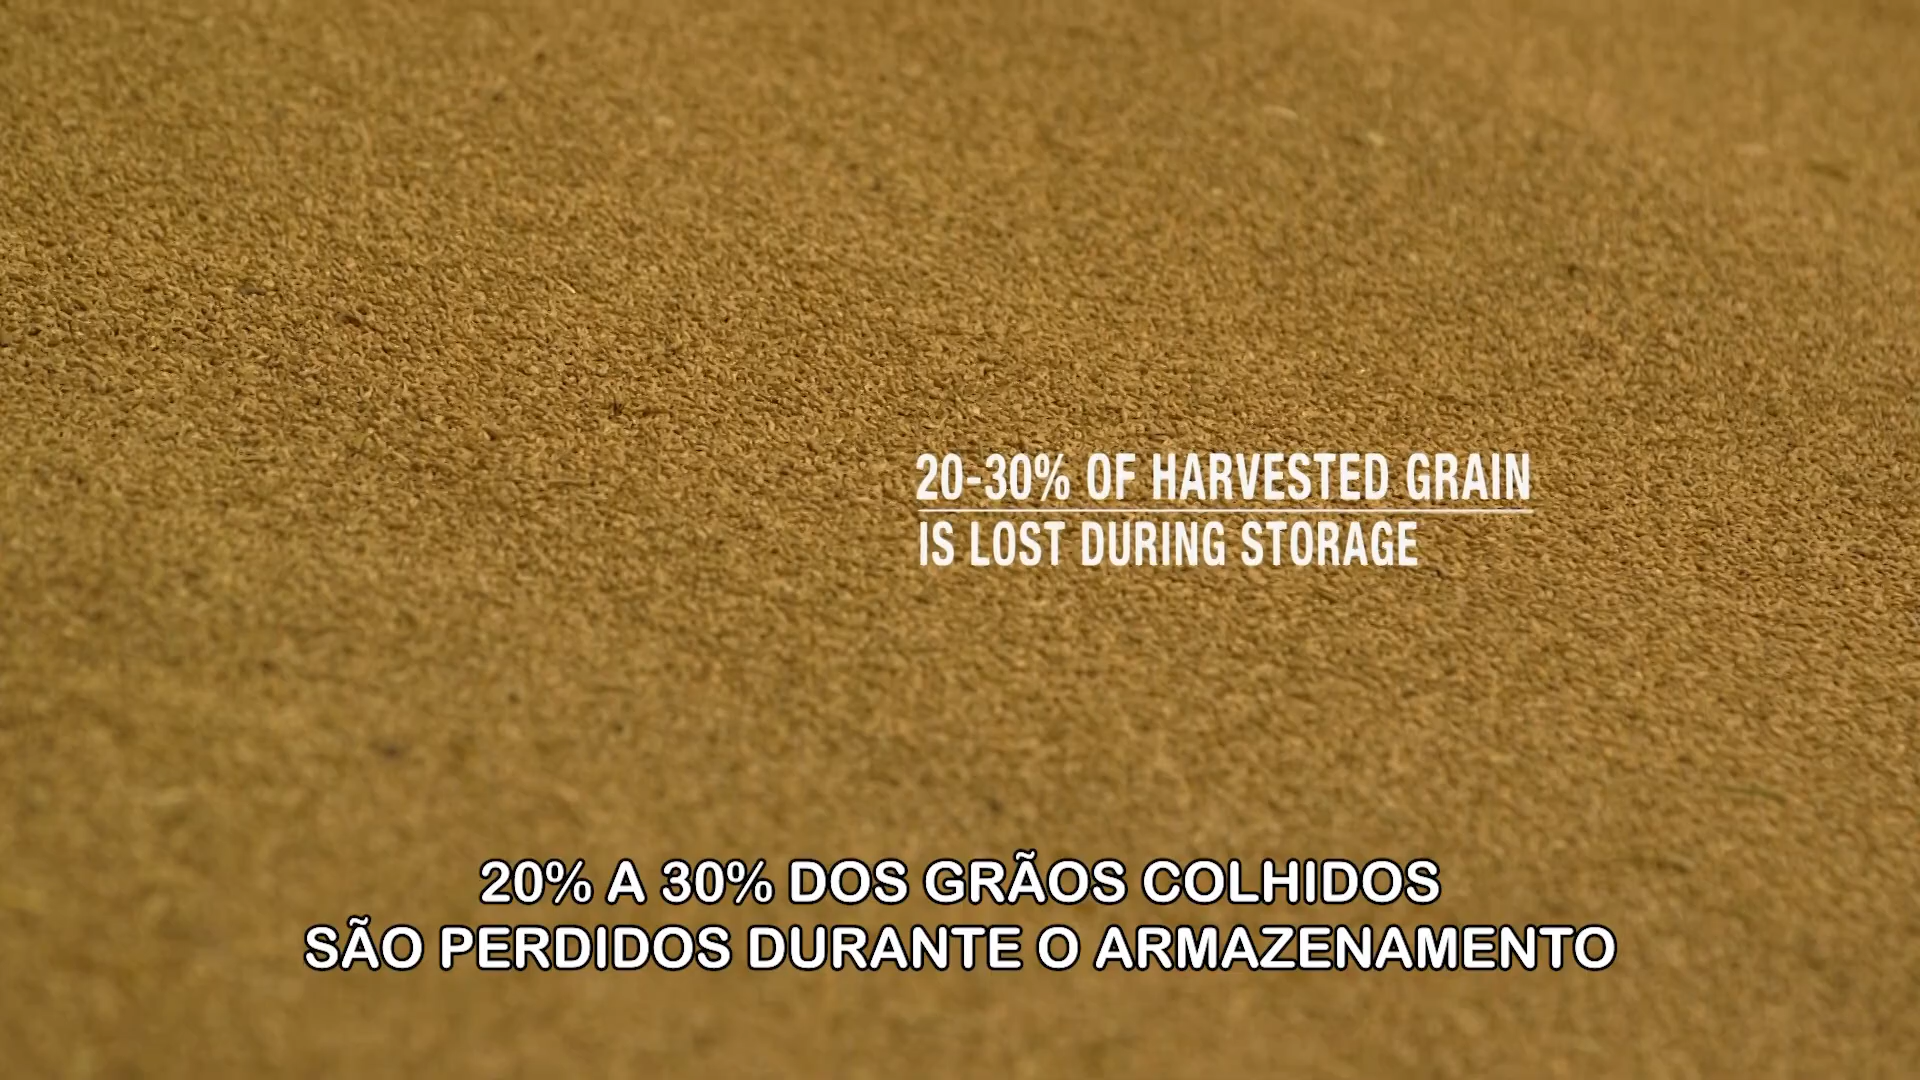 20-30% OF HARVESTED GRAIN
IS LOST DURING STORAGE
20% A 30% DOS GRÃOS COLHIDOS
SÃO PERDIDOS DURANTE O ARMAZENAMENTO